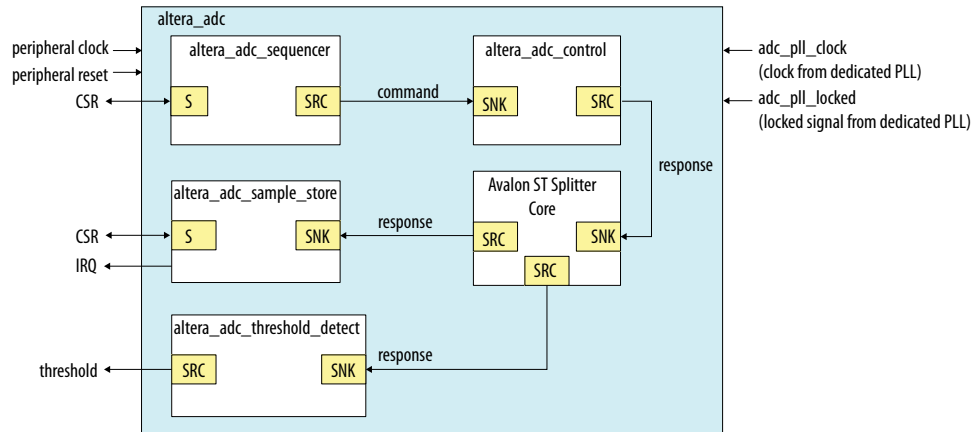 altera_adc
peripheral clock
peripheral reset
CSR
altera_adc_sequencer
S
SRC
command
altera_adc_control
SNK
SRC
adc_pll_clock
(clock from dedicated PLL)
adc_pll_locked
(locked signal from dedicated PLL)
response
altera_adc_sample_store
CSR
IRQ
S
SNK
response
Avalon ST Splitter
Core
SRC
SNK
SRC
altera_adc_threshold_detect
threshold
SRC
SNK
response